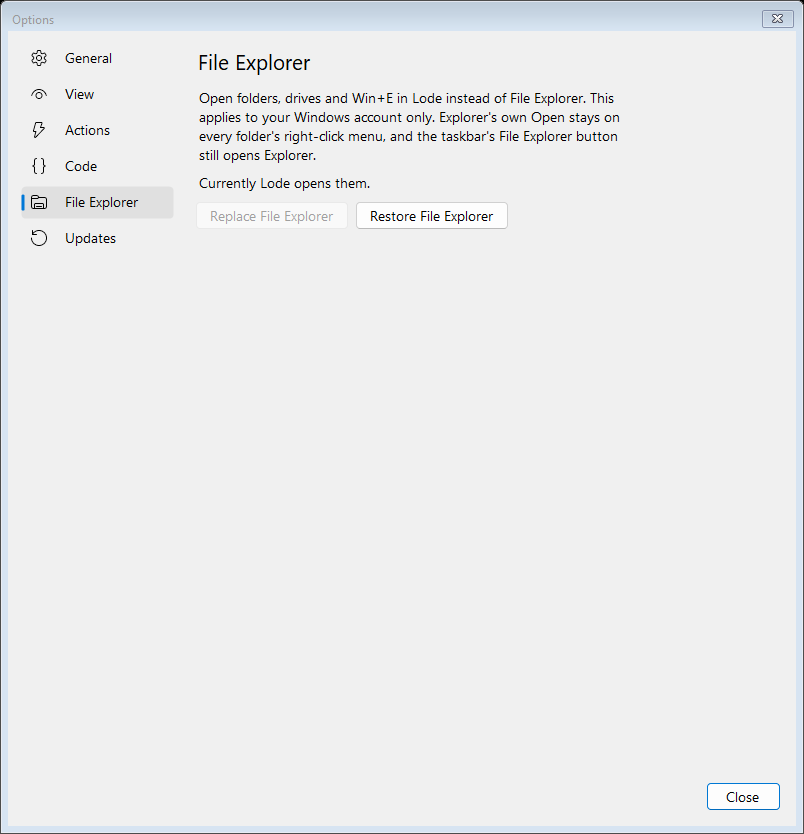 Options
General
View
Actions
Code
File Explorer
Updates
File Explorer
Open folders, drives and Win+E in Lode instead of File Explorer. This
applies to your Windows account only. Explorer's own Open stays on
every folder's right-click menu, and the taskbar's File Explorer button
still opens Explorer.
Currently Lode opens them.
Replace File Explorer
Restore File Explorer
Close